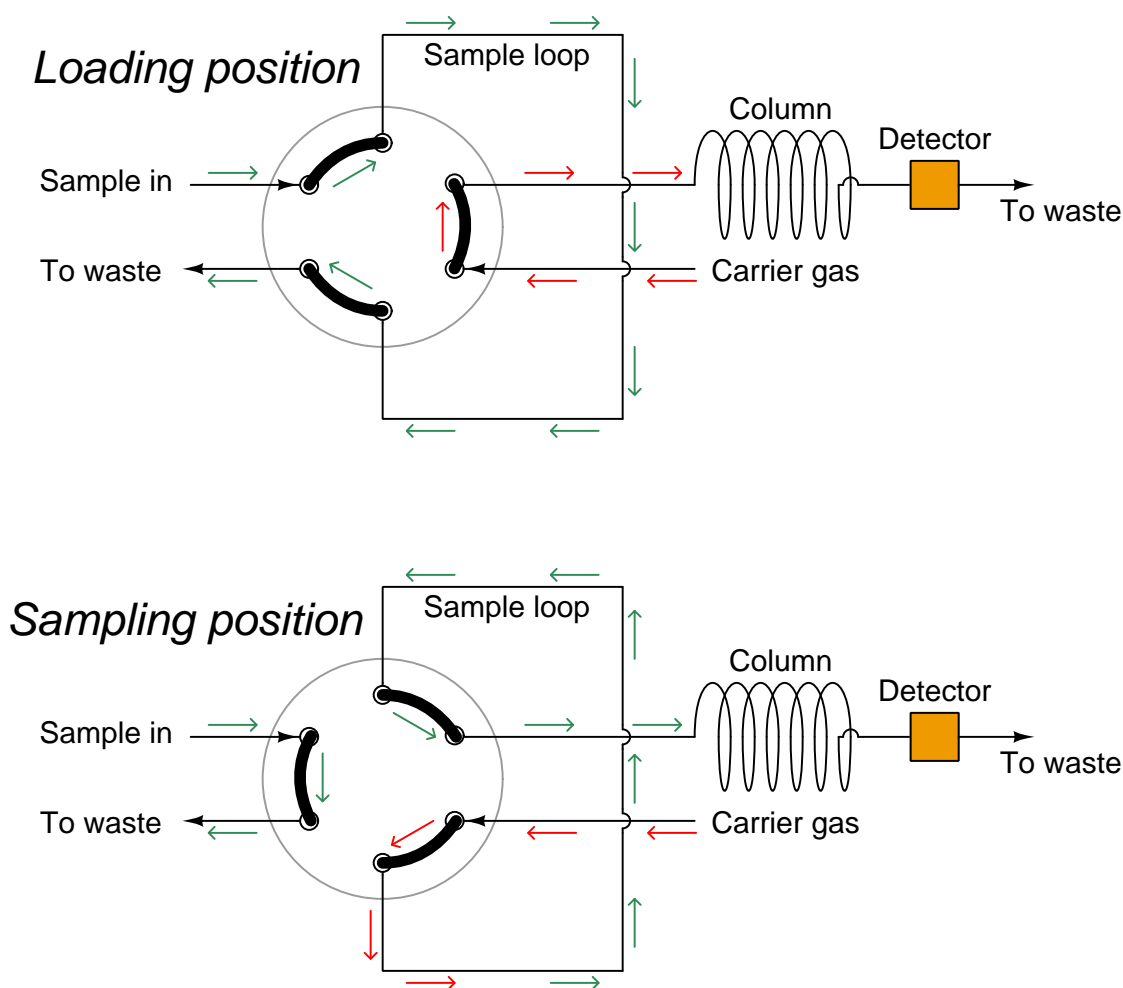 Loading position
Sample loop
Column
Detector
Sample in
To waste
To waste
Carrier gas
Sampling position
Sample loop
Column
Detector
Sample in
To waste
To waste
Carrier gas